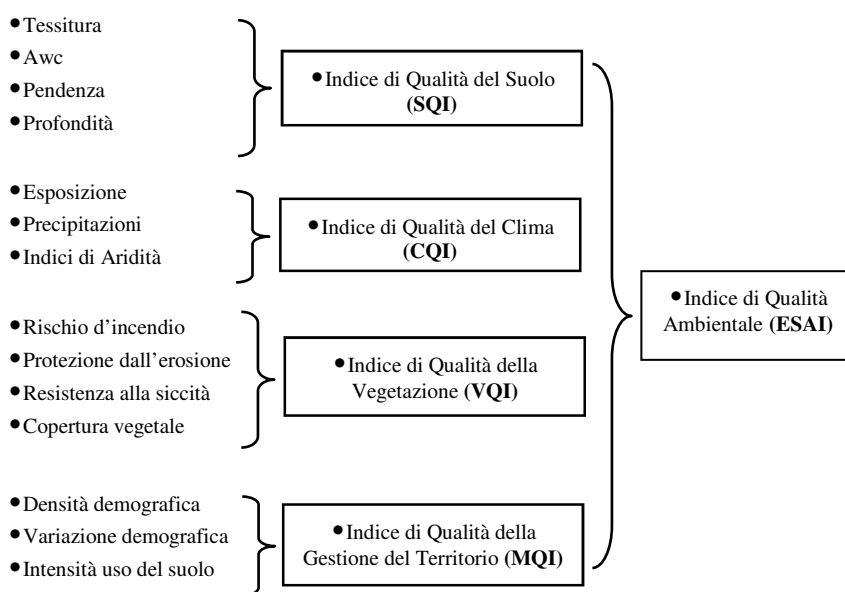 ●Tessitura
●Awc
●Pendenza
●Profondità
●Indice di Qualità del Suolo
(SQI)
●Esposizione
●Precipitazioni
●Indici di Aridità
●Indice di Qualità del Clima
(CQI)
●Rischio d'incendio
●Protezione dall'erosione
●Resistenza alla siccità
●Copertura vegetale
●Indice di Qualità della
Vegetazione (VQI)
●Densità demografica
●Variazione demografica
●Intensità uso del suolo
●Indice di Qualità della
Gestione del Territorio (MQI)
●Indice di Qualità
Ambientale (ESAI)